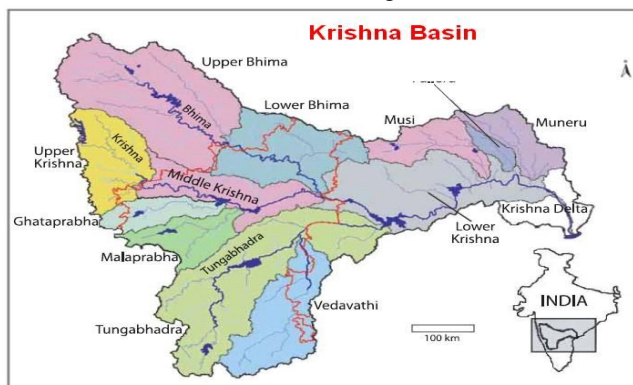 Krishna Basin
Upper Bhima
Lower Bhima
Bhima
Musi
Muneru
Upper
Krishna
Krishna
Middle Krishna
Ghataprabha
Krishna Delta
Lower
Krishna
Malaprabha
Tungabhadra
Vedavathi
Tungabhadra
INDIA
100 km